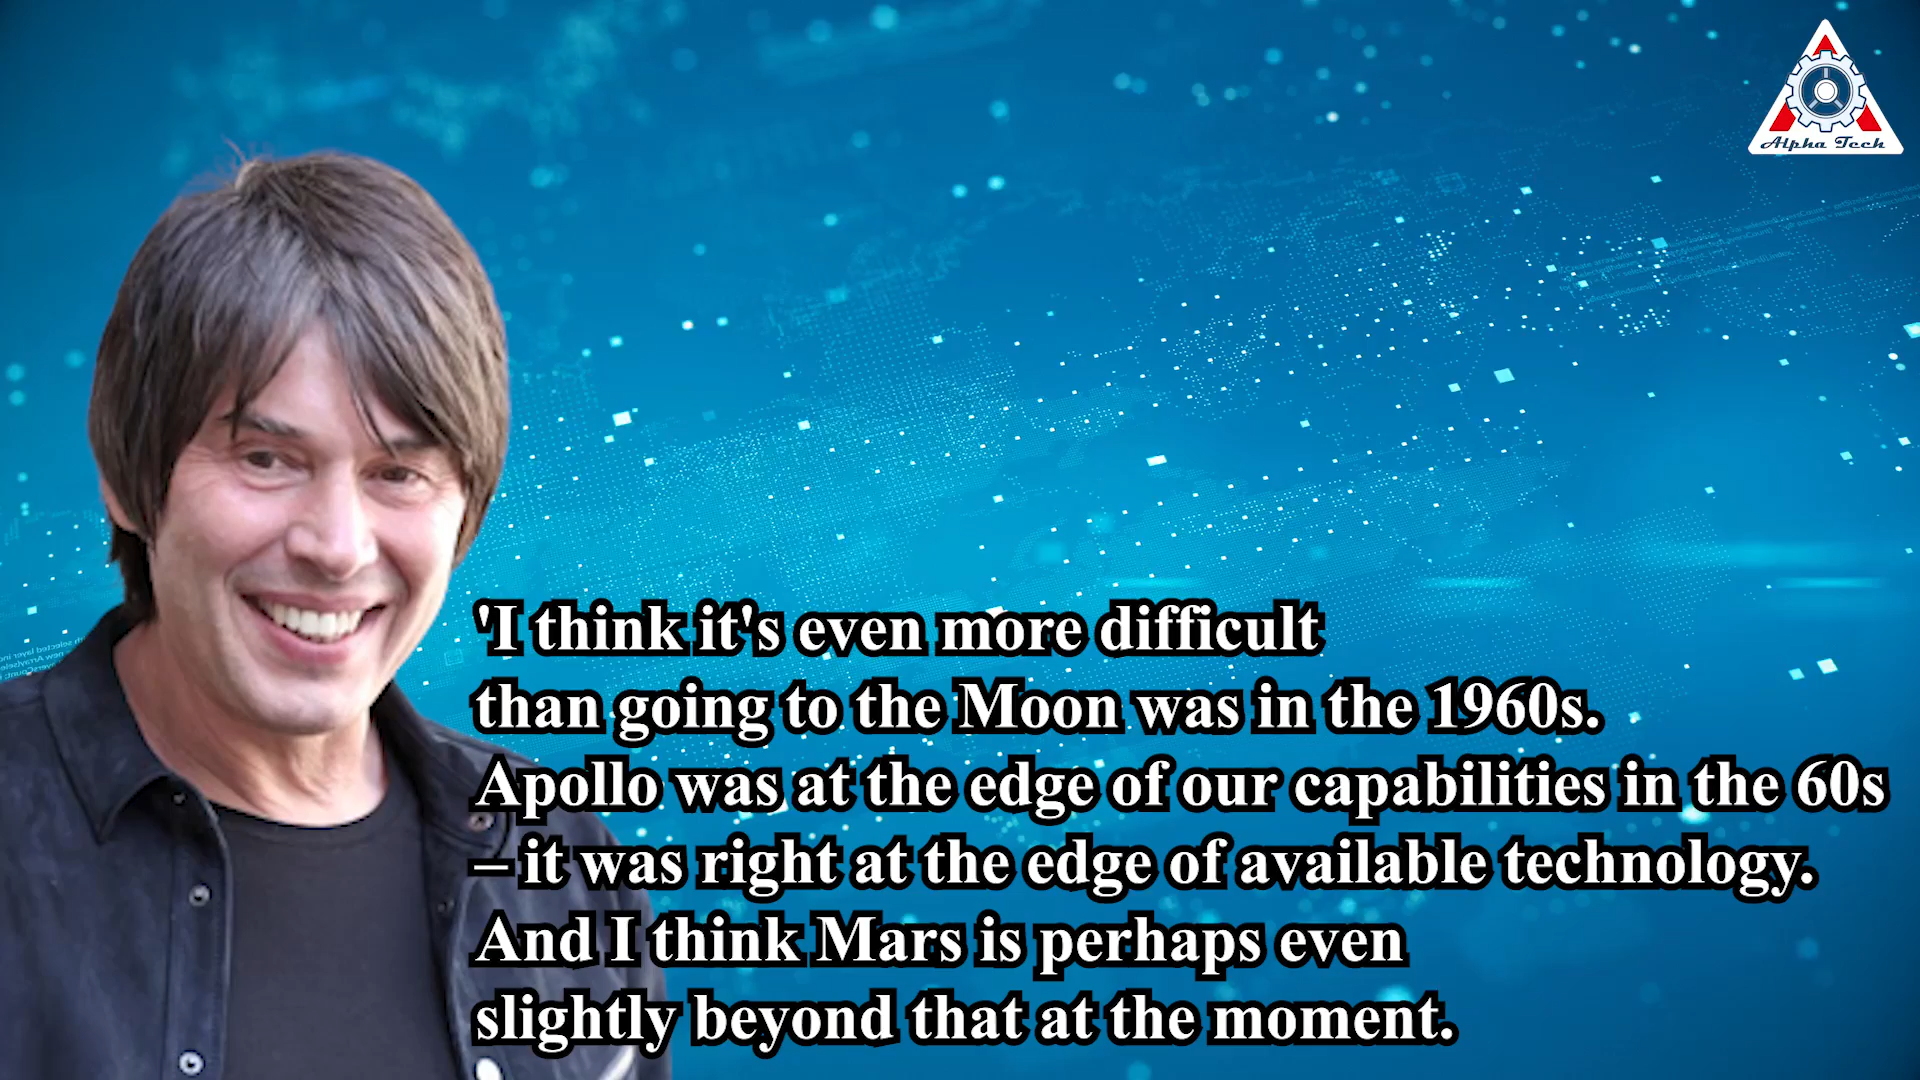 Alpha Tech
'I think it's even more difficult
than going to the Moon was in the 1960s.
Apollo was at the edge of our capabilities in the 60s
– it was right at the edge of available technology.
And I think Mars is perhaps even
slightly beyond that at the moment.